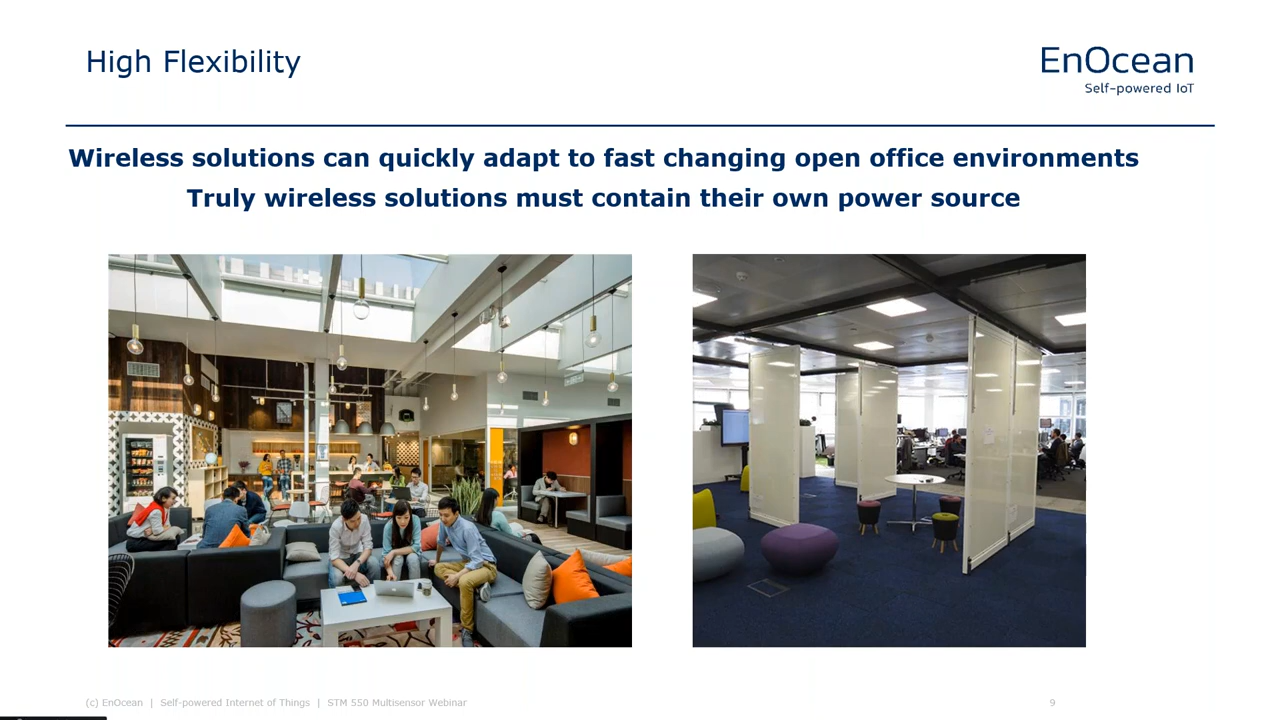 High Flexibility
EnOcean
Self-powered IoT
Wireless solutions can quickly adapt to fast changing open office environments
Truly wireless solutions must contain their own power source
(c) EnOcean | Self-powered Internet of Things | STM 550 Multisensor Webinar
9